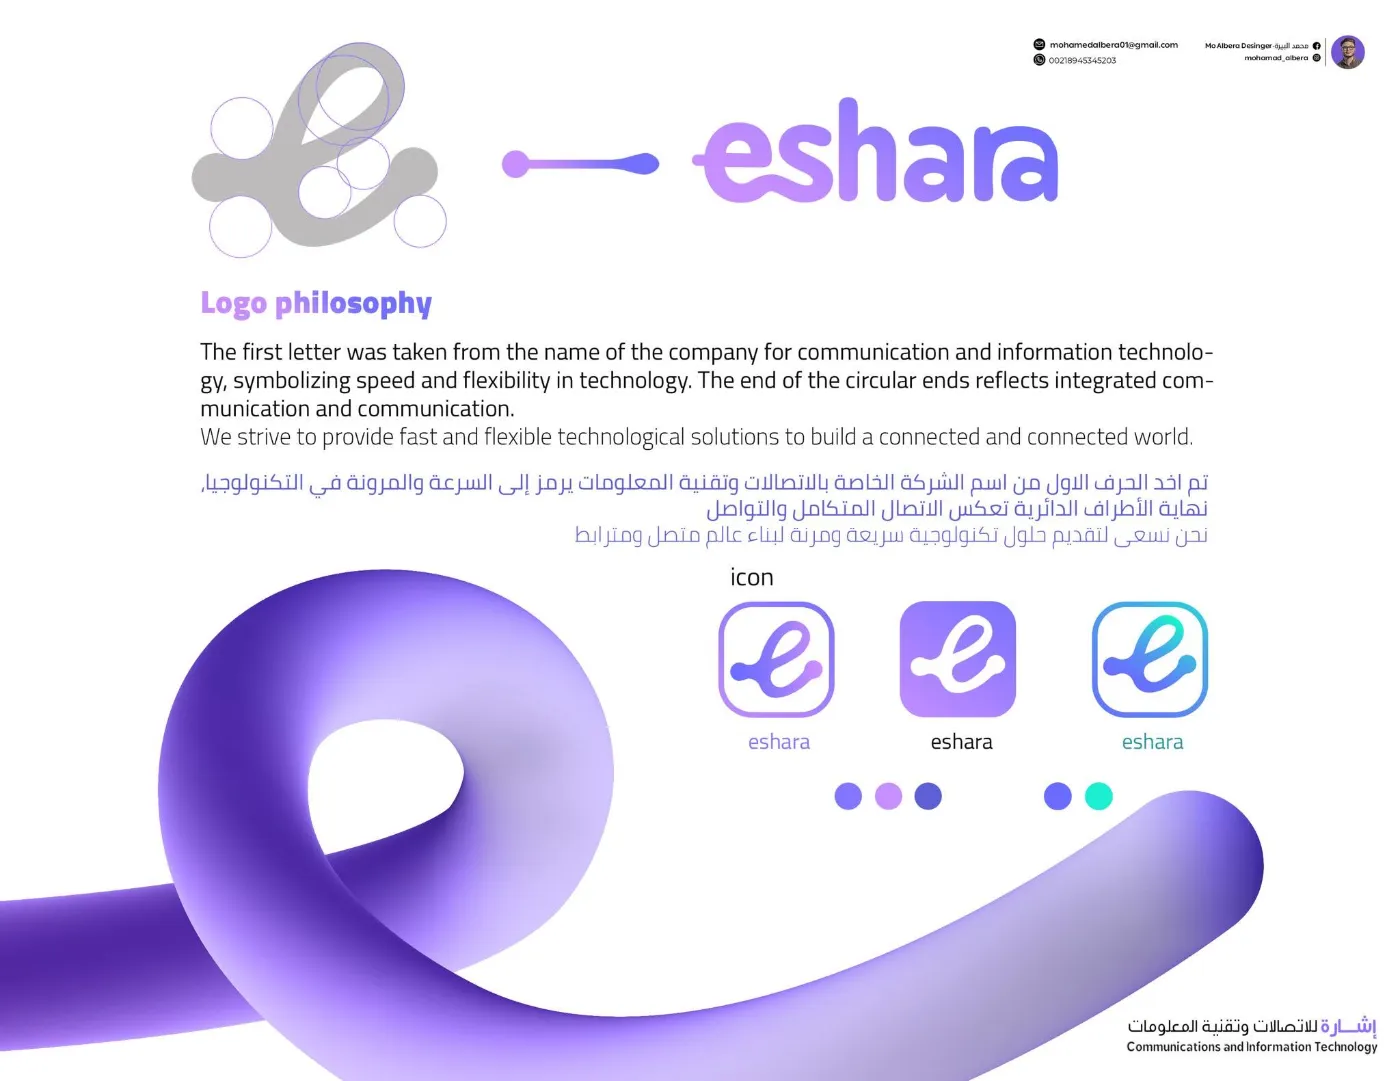 mohamedalbera01@gmail.com
00218945345203
Mo Albera Desinger محمد البيرة
mohamad_albera
eshara
Logo philosophy
The first letter was taken from the name of the company for communication and information technolo-
gy, symbolizing speed and flexibility in technology. The end of the circular ends reflects integrated com-
munication and communication.
We strive to provide fast and flexible technological solutions to build a connected and connected world.
تم اخد الحرف الاول من اسم الشركة الخاصة بالاتصالات وتقنية المعلومات يرمز إلى السرعة والمرونة في التكنولوجيا,
نهاية الأطراف الدائرية تعكس الاتصال المتكامل والتواصل
نحن نسعى لتقديم حلول تكنولوجية سريعة ومرنة لبناء عالم متصل ومترابط
icon
eshara
eshara
eshara
إشـــارة للاتصالات وتقنية المعلومات
Communications and Information Technology